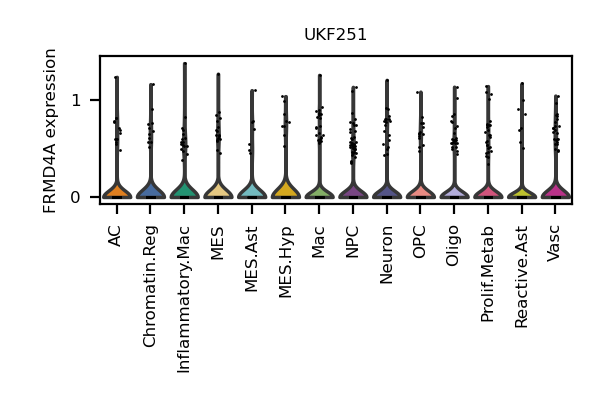 UKF251
FRMD4A expression
1
0
AC
Chromatin.Reg
Inflammatory.Mac
MES
MES.Ast
MES.Hyp
Mac
NPC
Neuron
OPC
Oligo
Prolif.Metab
Reactive.Ast
Vasc